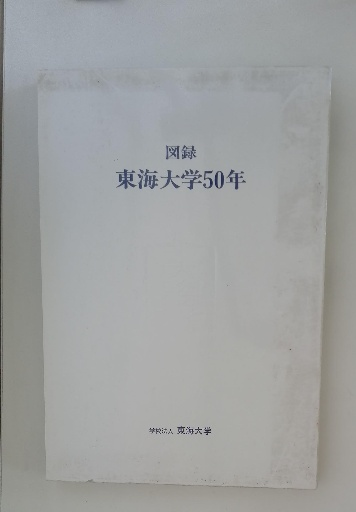 図録
東海大学50年
学校法人 東海大学